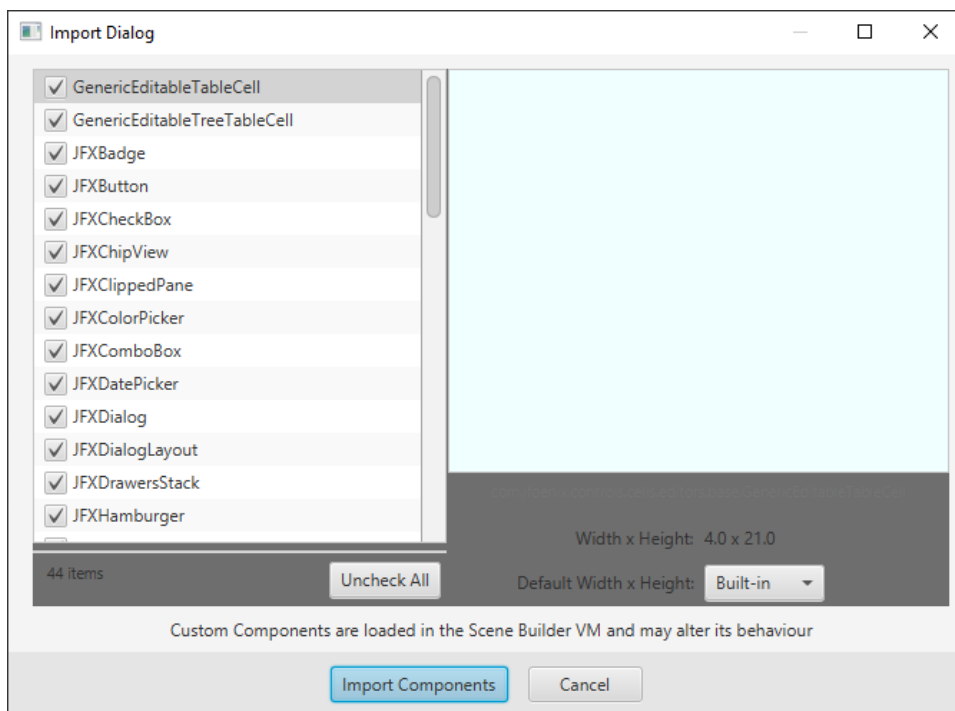 Import Dialog
GenericEditableTableCell
GenericEditableTreeTableCell
JFXBadge
JFXButton
JFXCheckBox
JFXChipView
JFXClippedPane
JFXColorPicker
JFXComboBox
JFXDatePicker
JFXDialog
JFXDialogLayout
JFXDrawersStack
JFXHamburger
44 items
Uncheck All
Width x Height: 4.0 x 21.0
Default Width x Height: Built-in
Custom Components are loaded in the Scene Builder VM and may alter its behaviour
Import Components
Cancel